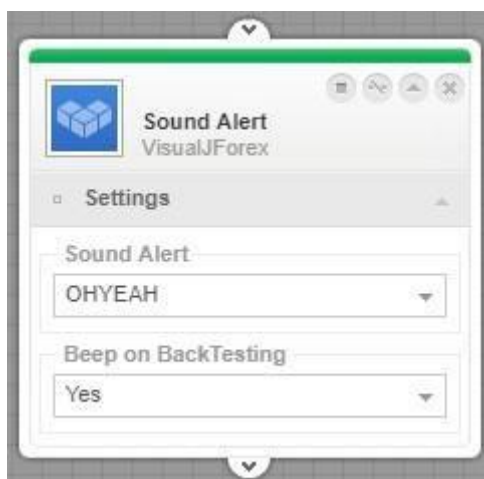 Sound Alert
VisualJForex
Settings
Sound Alert
OHYEAH
Beep on BackTesting
Yes